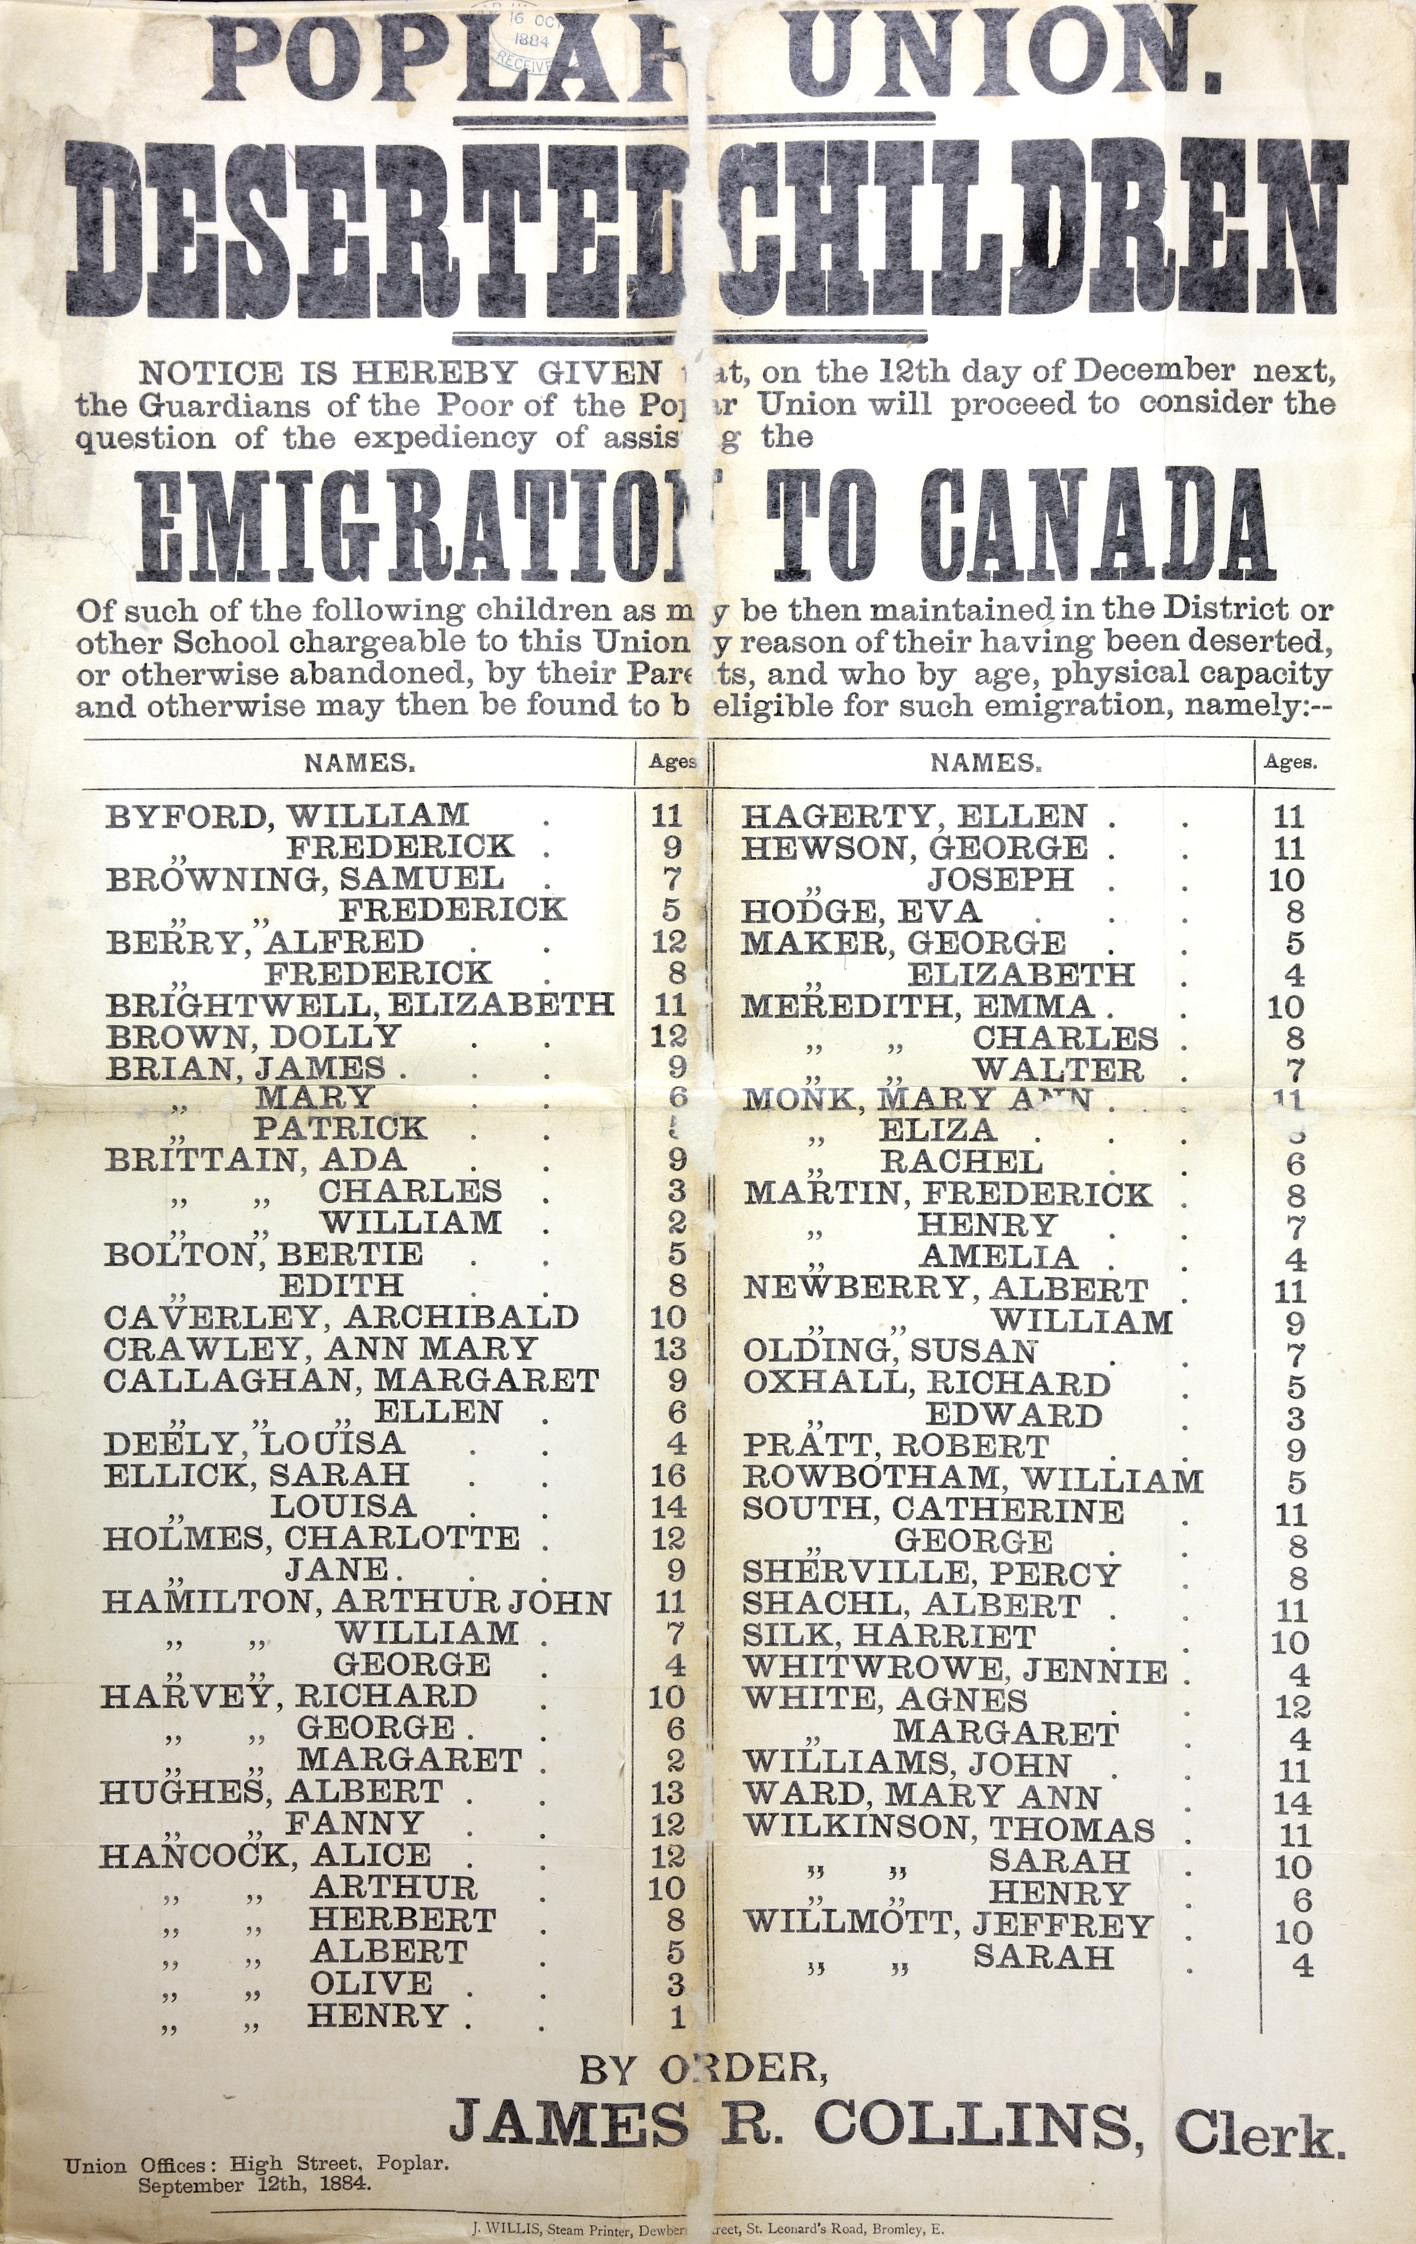 16 OCT
1884
RECEIVED
POPLAR UNION.
DESERTED CHILDREN
NOTICE IS HEREBY GIVEN that, on the 12th day of December next,
the Guardians of the Poor of the Poplar Union will proceed to consider the
question of the expediency of assisting the
EMIGRATION TO CANADA
Of such of the following children as may be then maintained in the District or
other School chargeable to this Union by reason of their having been deserted,
or otherwise abandoned, by their Parents, and who by age, physical capacity
and otherwise may then be found to be eligible for such emigration, namely:--
NAMES. Ages
BYFORD, WILLIAM . 11
„ FREDERICK . 9
BROWNING, SAMUEL . 7
„ „ FREDERICK 5
BERRY, ALFRED . . 12
„ FREDERICK . 8
BRIGHTWELL, ELIZABETH 11
BROWN, DOLLY . . 12
BRIAN, JAMES . . . 9
„ MARY . . 6
„ PATRICK . .
BRITTAIN, ADA . . 9
„ „ CHARLES . 3
„ „ WILLIAM . 2
BOLTON, BERTIE . . 5
„ EDITH . . 8
CAVERLEY, ARCHIBALD 10
CRAWLEY, ANN MARY 13
CALLAGHAN, MARGARET 9
„ „ „ ELLEN . 6
DEELY, LOUISA . . 4
ELLICK, SARAH . . 16
„ LOUISA . . 14
HOLMES, CHARLOTTE . 12
„ JANE . . . 9
HAMILTON, ARTHUR JOHN 11
„ „ WILLIAM . 7
„ „ GEORGE . 4
HARVEY, RICHARD . 10
„ „ GEORGE . . 6
„ „ MARGARET . 2
HUGHES, ALBERT . . 13
„ „ FANNY . . 12
HANCOCK, ALICE . . 12
„ „ ARTHUR . 10
„ „ HERBERT . 8
„ „ ALBERT . 5
„ „ OLIVE . . 3
„ „ HENRY . . 1
NAMES. Ages.
HAGERTY, ELLEN . . 11
HEWSON, GEORGE . . 11
„ JOSEPH . . 10
HODGE, EVA . . . 8
MAKER, GEORGE . . 5
„ ELIZABETH . 4
MEREDITH, EMMA . . 10
„ „ CHARLES . 8
„ „ WALTER . 7
MONK, MARY ANN . . . 11
„ ELIZA . . .
„ RACHEL . . 6
MARTIN, FREDERICK . 8
„ HENRY . . 7
„ AMELIA . . 4
NEWBERRY, ALBERT . 11
„ „ WILLIAM 9
OLDING, SUSAN . . 7
OXHALL, RICHARD . 5
„ EDWARD . 3
PRATT, ROBERT . . 9
ROWBOTHAM, WILLIAM 5
SOUTH, CATHERINE . 11
„ GEORGE . . 8
SHERVILLE, PERCY . 8
SHACHL, ALBERT . . 11
SILK, HARRIET . . 10
WHITWROWE, JENNIE . 4
WHITE, AGNES . . 12
„ MARGARET . 4
WILLIAMS, JOHN . . 11
WARD, MARY ANN . 14
WILKINSON, THOMAS . 11
„ „ SARAH . 10
„ „ HENRY . 6
WILLMOTT, JEFFREY . 10
„ „ SARAH . 4
BY ORDER,
JAMES R. COLLINS, Clerk.
Union Offices: High Street, Poplar.
September 12th, 1884.
J. WILLIS, Steam Printer, Street, St. Leonard's Road, Bromley, E.